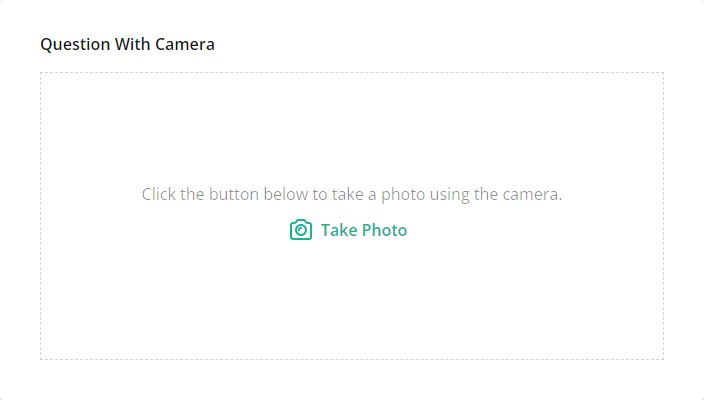 Question With Camera
Click the button below to take a photo using the camera.
Take Photo